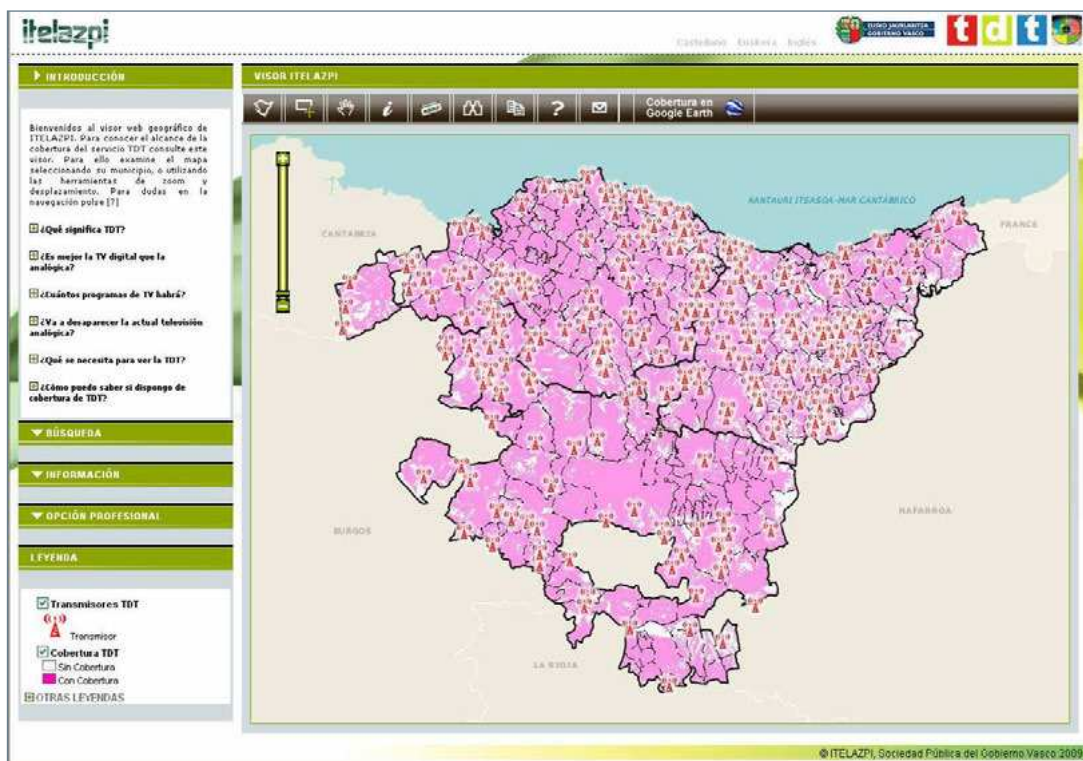 itelazpi
Castellano Euskera Inglés
EUSKO JAURLARITZA
GOBIERNO VASCO
tdt
INTRODUCCIÓN
Bienvenidos al visor web geográfico de
ITELAZPI. Para conocer el alcance de la
cobertura del servicio TDT consulte este
visor. Para ello examine el mapa
seleccionando su municipio, o utilizando
las herramientas de zoom y
desplazamiento. Para dudas en la
navegación pulse [?]
¿Qué significa TDT?
¿Es mejor la TV digital que la
analógica?
¿Cuántos programas de TV habrá?
¿Va a desaparecer la actual televisión
analógica?
¿Qué se necesita para ver la TDT?
¿Cómo puedo saber si dispongo de
cobertura de TDT?
BÚSQUEDA
INFORMACIÓN
OPCIÓN PROFESIONAL
LEYENDA
Transmisores TDT
Transmisor
Cobertura TDT
Sin Cobertura
Con Cobertura
OTRAS LEYENDAS
VISOR ITELAZPI
i
?
Cobertura en
Google Earth
KANTAURI ITSASOA-MAR CANTÁBRICO
CANTABRIA
FRANCE
BURGOS
NAFARROA
LA RIOJA
© ITELAZPI, Sociedad Pública del Gobierno Vasco 2009